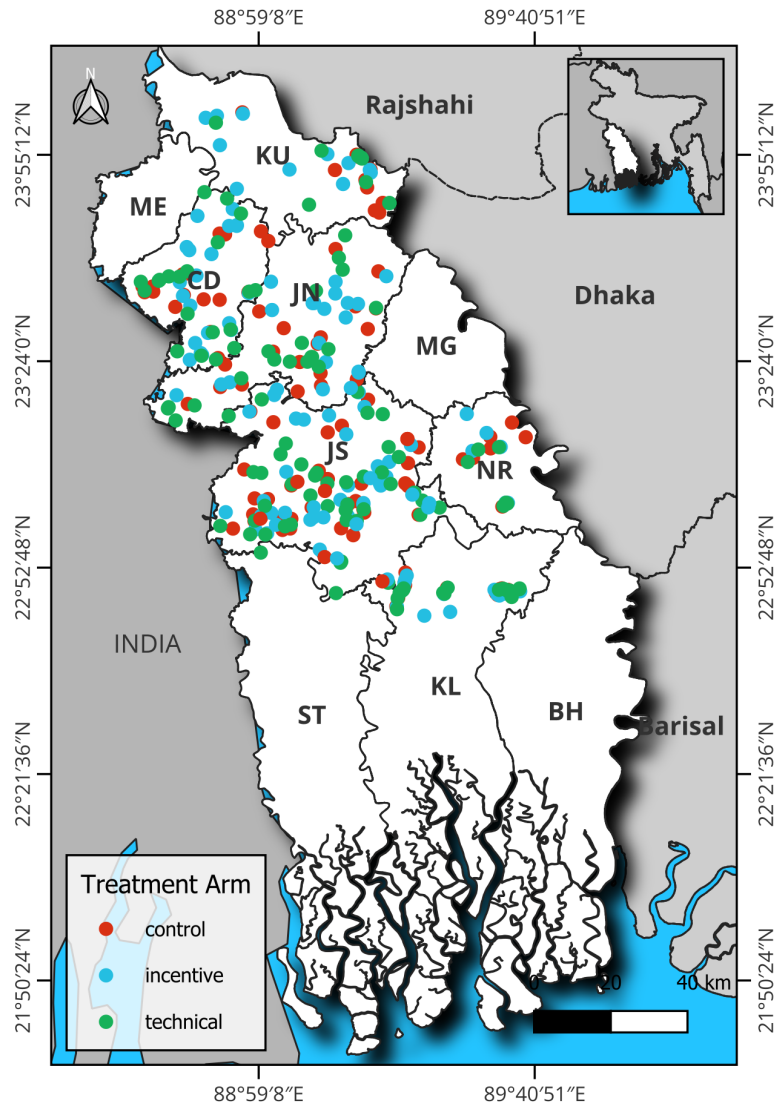 88°59′8″E 89°40′51″E
N
Rajshahi
23°55′12″N 23°55′12″N
KU
ME
CD
JN
Dhaka
MG
23°24′0″N 23°24′0″N
JS
NR
22°52′48″N 22°52′48″N
INDIA
KL
ST
BH
Barisal
22°21′36″N 22°21′36″N
Treatment Arm
control
incentive
technical
21°50′24″N 21°50′24″N
0 20 40 km
88°59′8″E 89°40′51″E